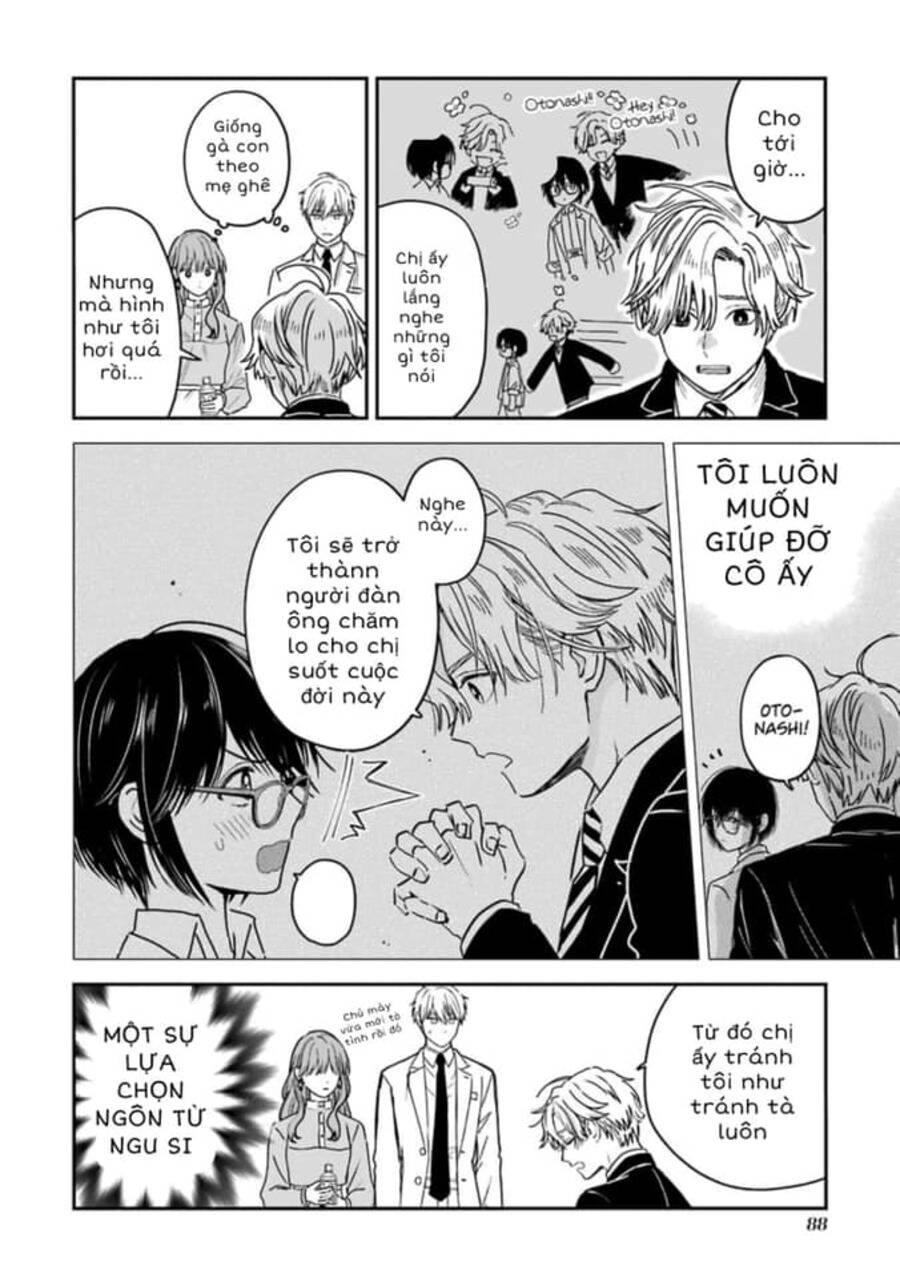 Cho
tới
giờ...
Otonashi!!
Hey
Otonashi!
Chị ấy
luôn
lắng
nghe
những
gì tôi
nói
Giống
gà con
theo
mẹ ghê
Nhưng
mà hình
như tôi
hơi quá
rồi...
TÔI LUÔN
MUỐN
GIÚP ĐỠ
CÔ ẤY
OTO-
NASHI!
Nghe
này...
Tôi sẽ trở
thànn
người đàn
ông chăm
lo cho chị
suốt cuộc
đời này
Từ đó chị
ấy tránh
tôi như
tránh tà
luôn
Chú mày
vừa mới tỏ
tình rồi đó
MỘT SỰ
LỰA
CHỌN
NGÔN TỪ
NGU SI
88